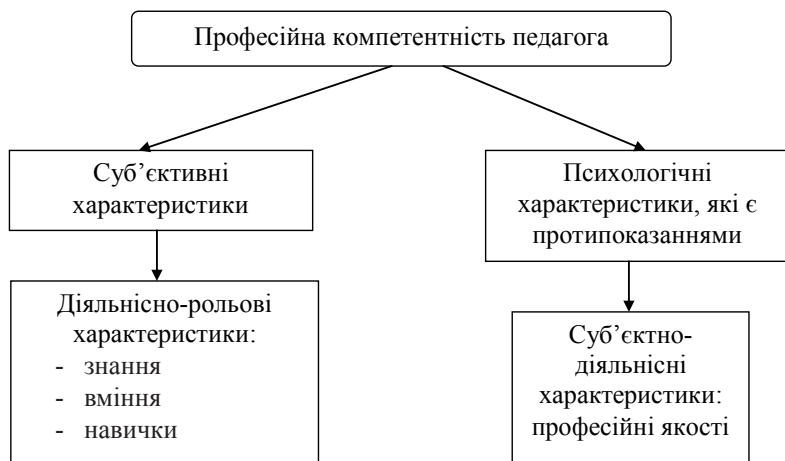 Професійна компетентність педагога
Суб’єктивні
характеристики
Психологічні
характеристики, які є
протипоказаннями
Діяльнісно-рольові
характеристики:
- знання
- вміння
- навички
Суб’єктно-
діяльнісні
характеристики:
професійні якості